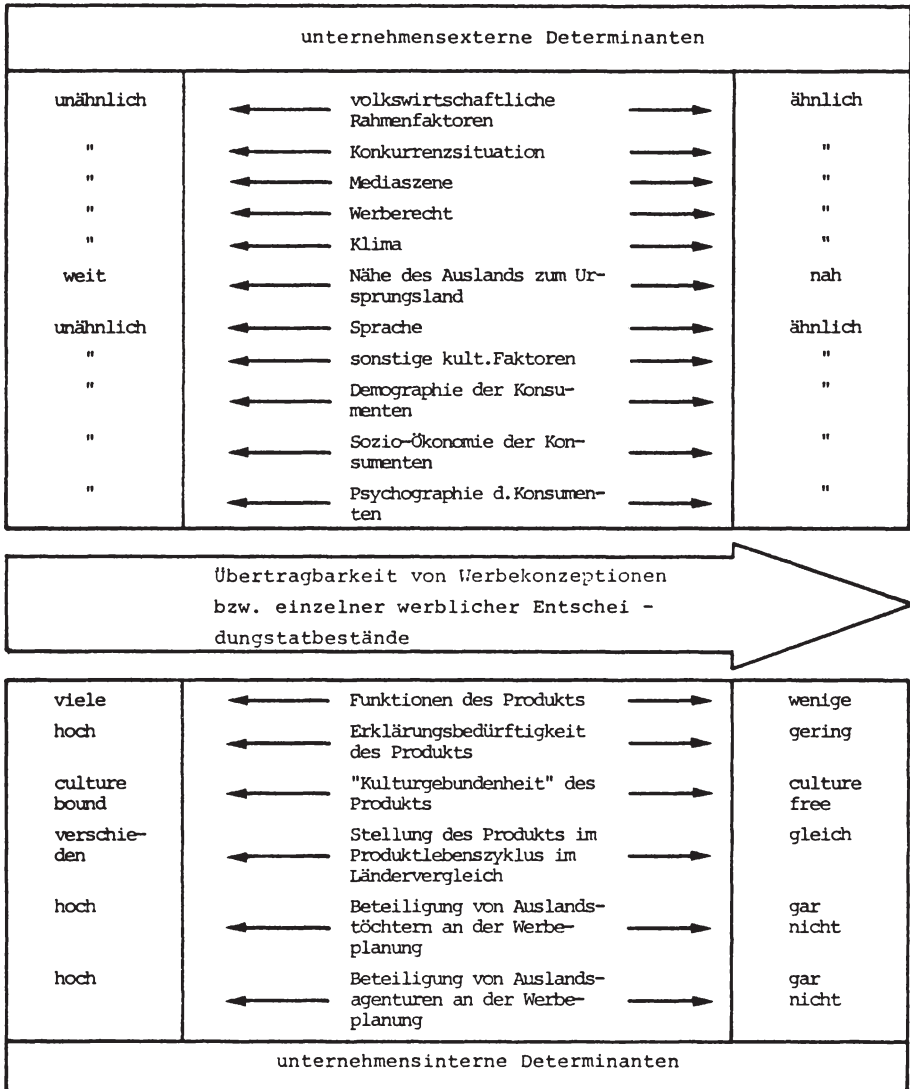 unternehmensexterne Determinanten
unähnlich volkswirtschaftliche ähnlich
Rahmenfaktoren
" Konkurrenzsituation "
" Mediaszene "
" Werberecht "
" Klima "
weit Nähe des Auslands zum Ur- nah
sprungsland
unähnlich Sprache ähnlich
" sonstige kult.Faktoren "
" Demographie der Konsu- "
menten
" Sozio-Ökonomie der Kon- "
sumenten
" Psychographie d.Konsumen- "
ten
Übertragbarkeit von Werbekonzeptionen
bzw. einzelner werblicher Entschei -
dungstatbestände
viele Funktionen des Produkts wenige
hoch Erklärungsbedürftigkeit gering
des Produkts
culture "Kulturgebundenheit" des culture
bound Produkts free
verschie- Stellung des Produkts im gleich
den Produktlebenszyklus im
Ländervergleich
hoch Beteiligung von Auslands- gar
töchtern an der Werbe- nicht
planung
hoch Beteiligung von Auslands- gar
agenturen an der Werbe- nicht
planung
unternehmensinterne Determinanten